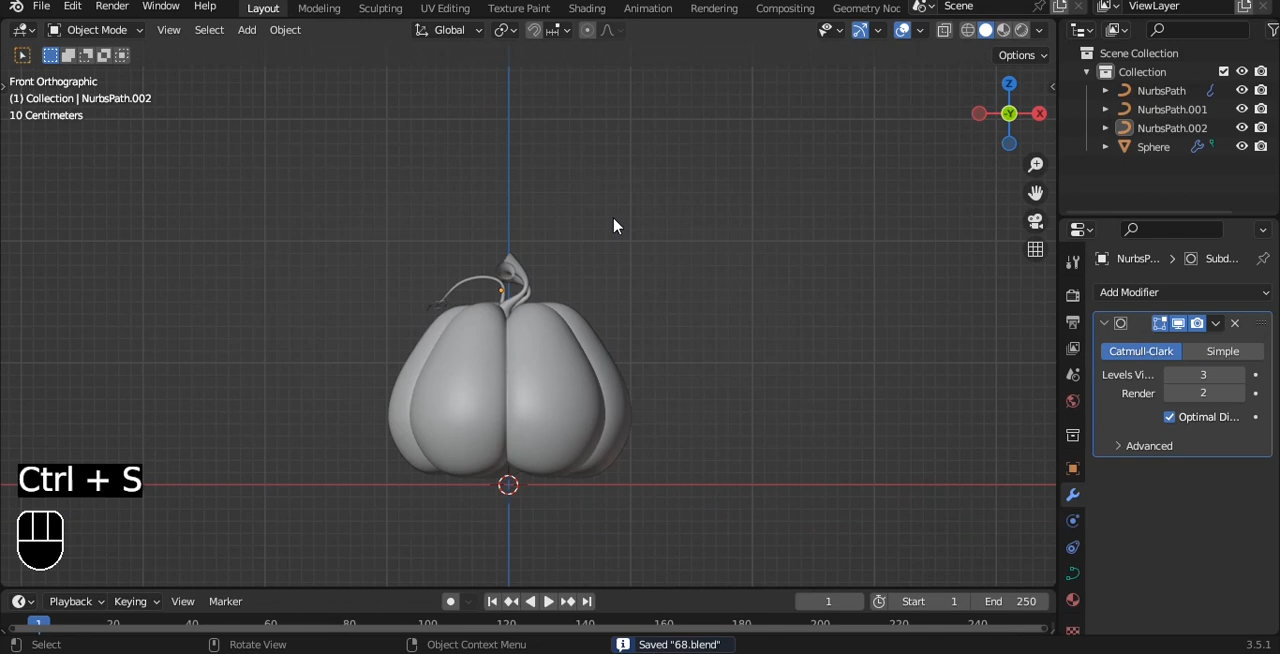 File Edit Render Window Help Layout Modeling Sculpting UV Editing Texture Paint Shading Animation Rendering Compositing Geometry Noc Scene ViewLayer
Object Mode View Select Add Object Global
Options
Front Orthographic
(1) Collection | NurbsPath.002
10 Centimeters
Z
-Y X
Scene Collection
Collection
NurbsPath
NurbsPath.001
NurbsPath.002
Sphere
NurbsP... > Subd...
Add Modifier
Catmull-Clark Simple
Levels Vi... 3
Render 2
Optimal Di...
> Advanced
Ctrl + S
Playback Keying View Marker 1 Start 1 End 250
1 20 40 60 80 100 120 140 160 180 200 220 240
Select Rotate View Object Context Menu Saved "68.blend" 3.5.1